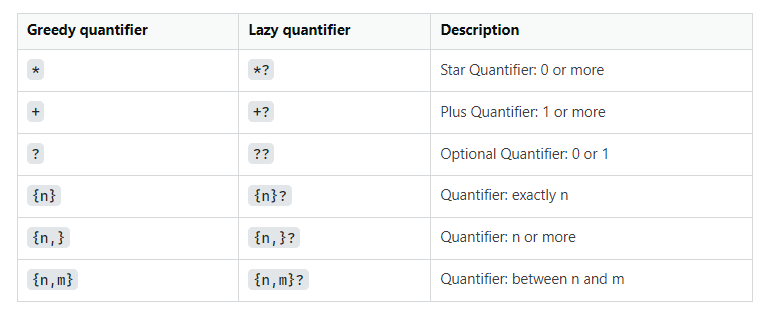 Greedy quantifier Lazy quantifier Description
* *? Star Quantifier: 0 or more
+ +? Plus Quantifier: 1 or more
? ?? Optional Quantifier: 0 or 1
{n} {n}? Quantifier: exactly n
{n,} {n,}? Quantifier: n or more
{n,m} {n,m}? Quantifier: between n and m